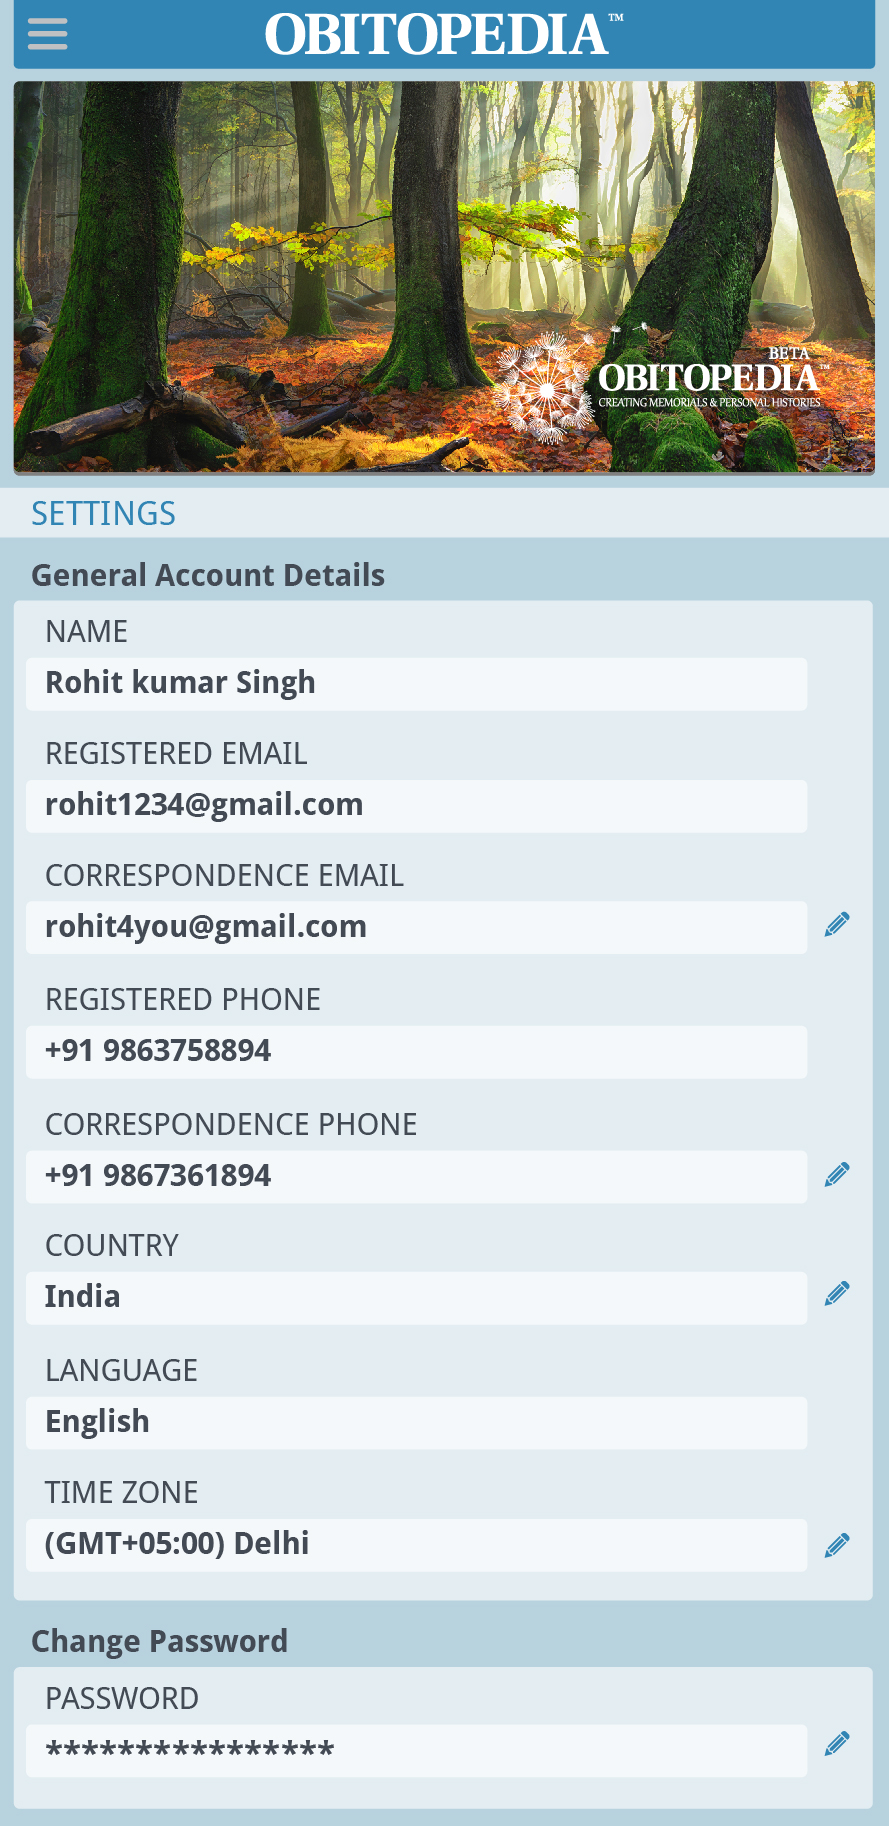 OBITOPEDIA™
BETA
OBITOPEDIA™
CREATING MEMORIALS & PERSONAL HISTORIES
SETTINGS
General Account Details
NAME
Rohit kumar Singh
REGISTERED EMAIL
rohit1234@gmail.com
CORRESPONDENCE EMAIL
rohit4you@gmail.com
REGISTERED PHONE
+91 9863758894
CORRESPONDENCE PHONE
+91 9867361894
COUNTRY
India
LANGUAGE
English
TIME ZONE
(GMT+05:00) Delhi
Change Password
PASSWORD
****************